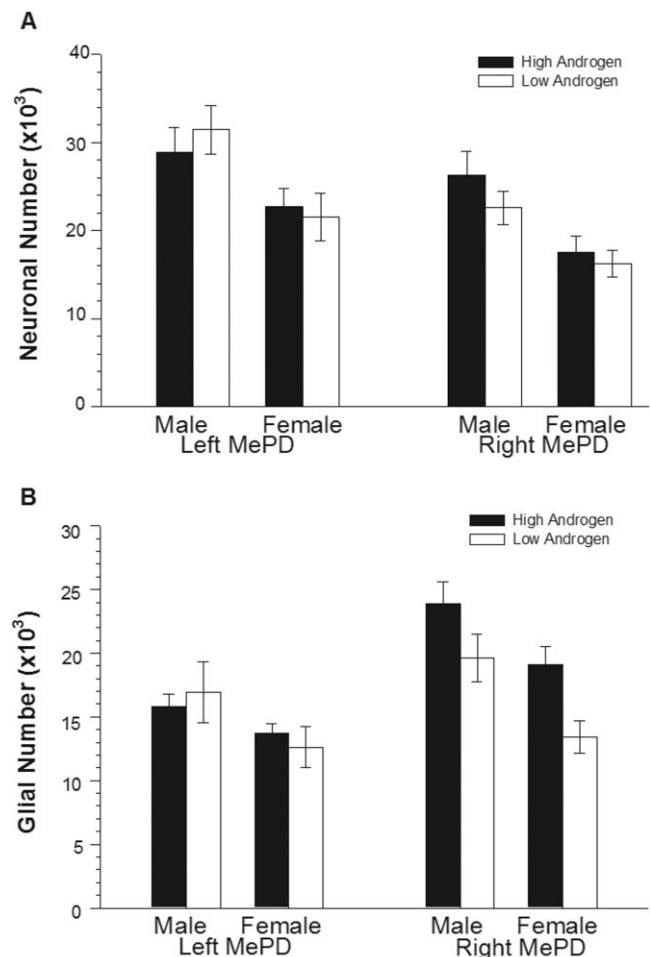 A
40
High Androgen
Low Androgen
30
20
10
0
Neuronal Number (x10³)
Male Female Male Female
Left MePD Right MePD
B
30
High Androgen
Low Androgen
25
20
15
10
5
0
Glial Number (x10³)
Male Female Male Female
Left MePD Right MePD